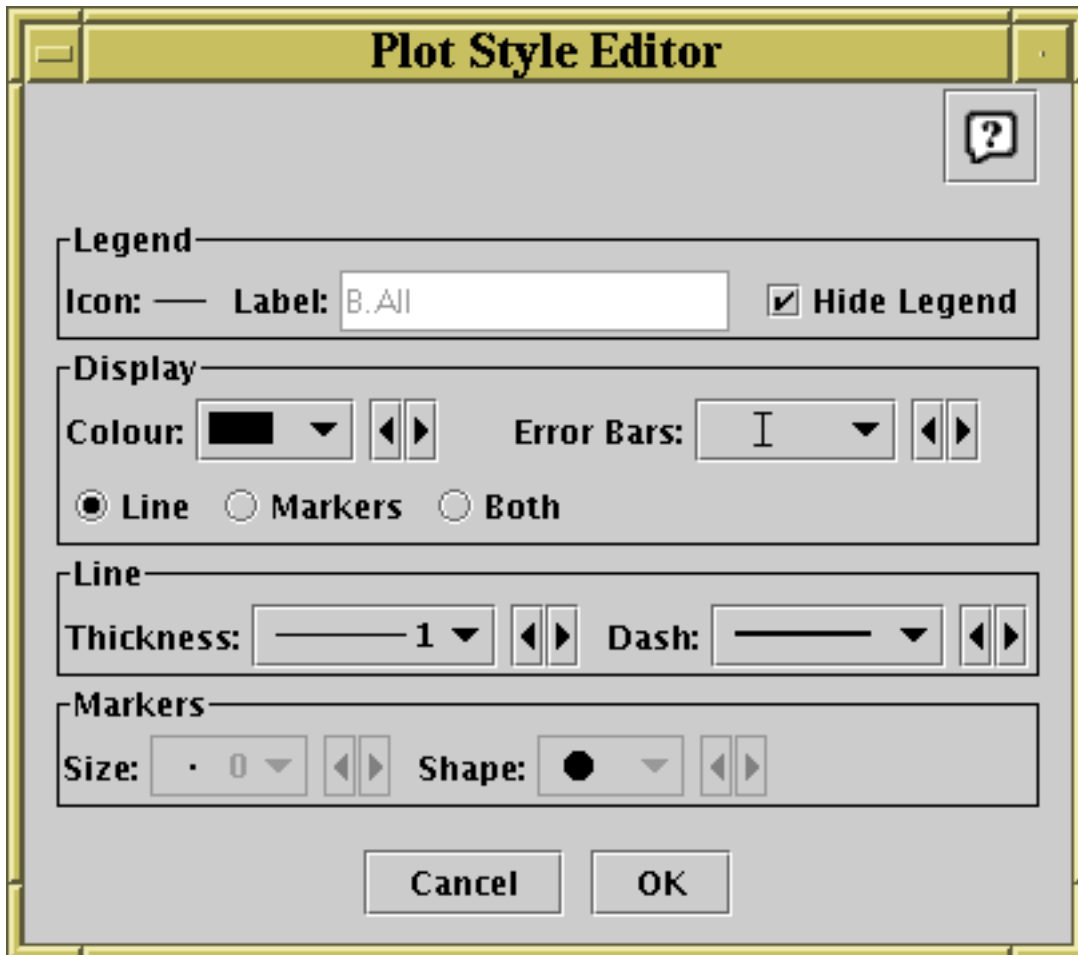 Plot Style Editor
?
Legend
Icon: Label: B.All Hide Legend
Display
Colour: Error Bars:
Line Markers Both
Line
Thickness: 1 Dash:
Markers
Size: 0 Shape:
Cancel OK